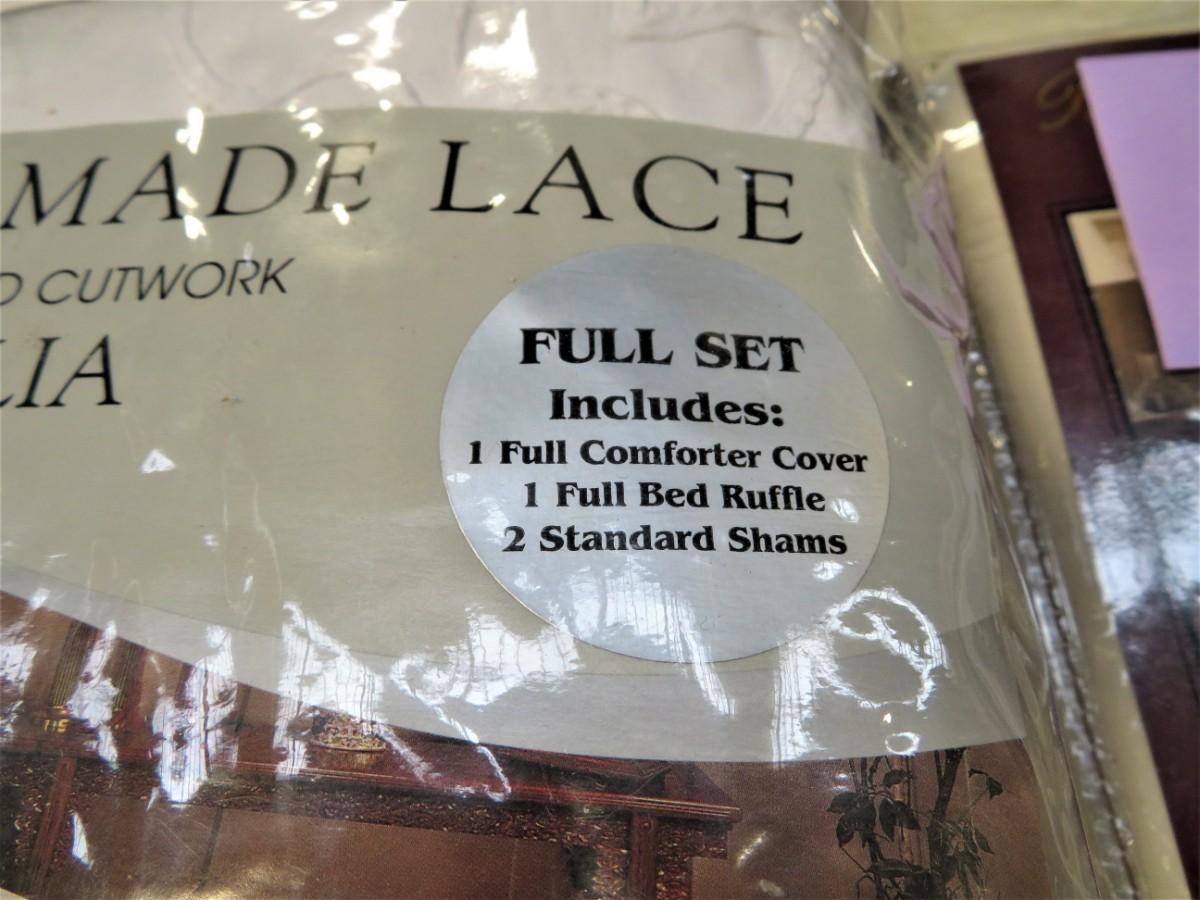 MADE LACE
D CUTWORK
LIA
FULL SET
Includes:
1 Full Comforter Cover
1 Full Bed Ruffle
2 Standard Shams